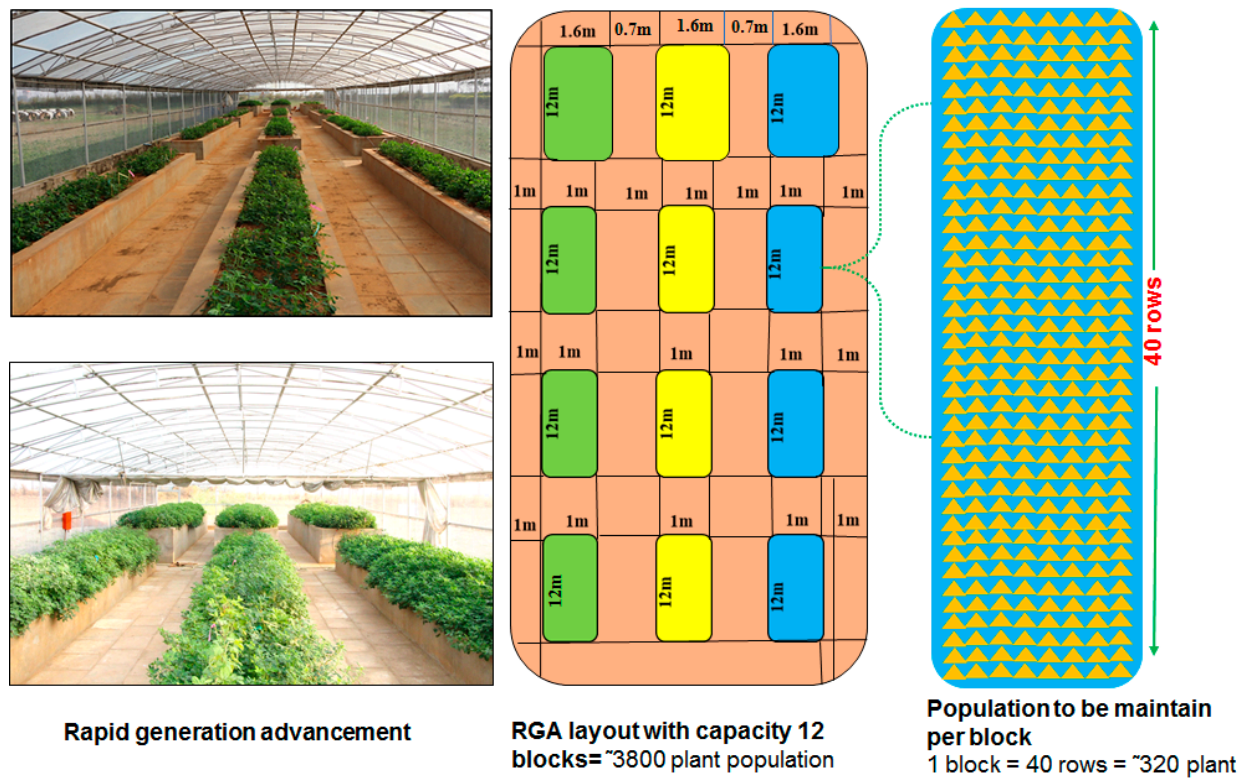 1.6m 0.7m 1.6m 0.7m 1.6m
12m 12m 12m
1m 1m 1m 1m 1m 1m 1m
12m 12m 12m
1m 1m 1m 1m 1m
12m 12m 12m
1m 1m 1m 1m 1m
12m 12m 12m
40 rows
Rapid generation advancement
RGA layout with capacity 12
blocks= ~3800 plant population
Population to be maintain
per block
1 block = 40 rows = ~320 plant